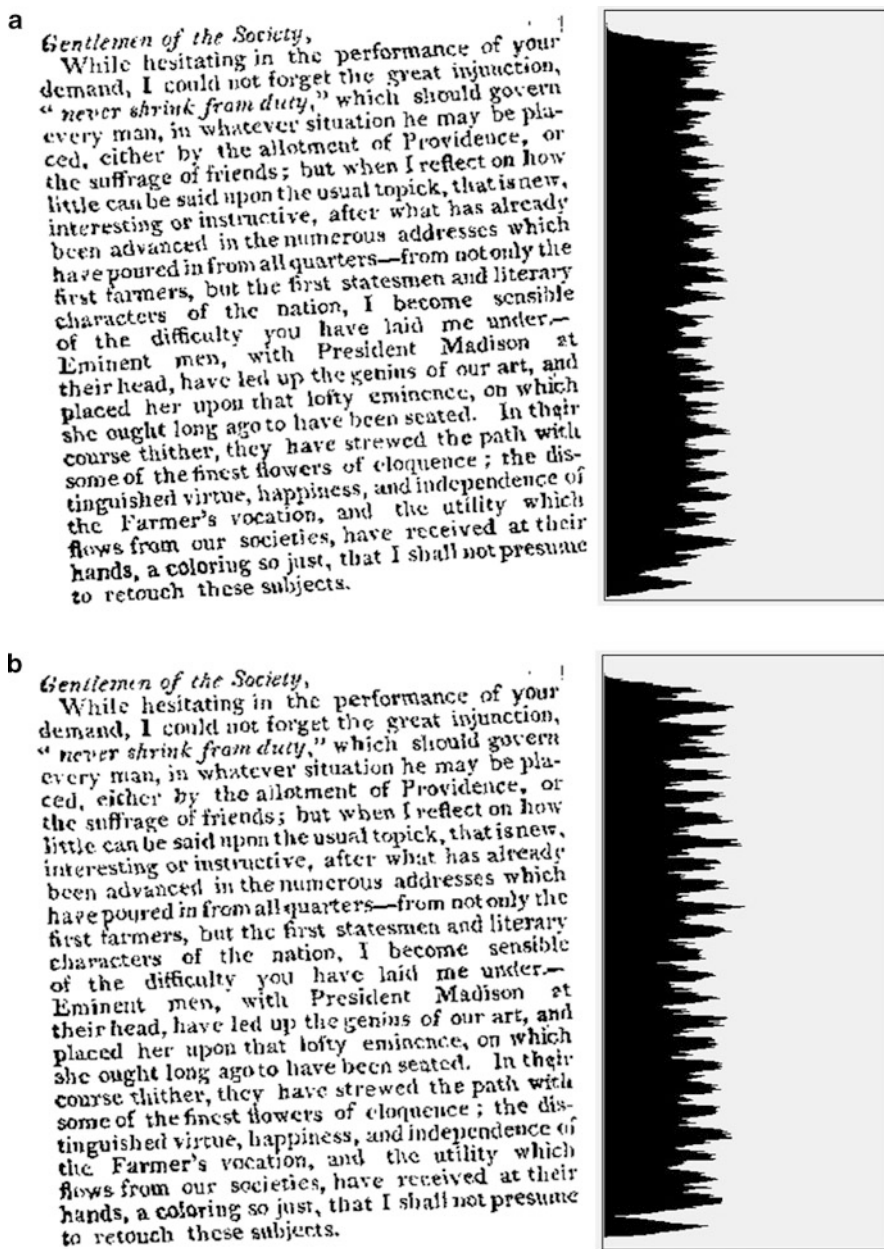 a
Gentlemen of the Society,
While hesitating in the performance of your
demand, I could not forget the great injunction,
“never shrink from duty,” which should govern
every man, in whatever situation he may be pla-
ced, either by the allotment of Providence, or
the suffrage of friends; but when I reflect on how
little can be said upon the usual topick, that is new,
interesting or instructive, after what has already
been advanced in the numerous addresses which
have poured in from all quarters—from not only the
first farmers, but the first statesmen and literary
characters of the nation, I become sensible
of the difficulty you have laid me under.—
Eminent men, with President Madison at
their head, have led up the genius of our art, and
placed her upon that lofty eminence, on which
she ought long ago to have been seated. In their
course thither, they have strewed the path with
some of the finest flowers of eloquence; the dis-
tinguished virtue, happiness, and independence of
the Farmer's vocation, and the utility which
flows from our societies, have received at their
hands, a coloring so just, that I shall not presume
to retouch these subjects.
b
Gentlemen of the Society,
While hesitating in the performance of your
demand, I could not forget the great injunction,
“never shrink from duty,” which should govern
every man, in whatever situation he may be pla-
ced, either by the allotment of Providence, or
the suffrage of friends; but when I reflect on how
little can be said upon the usual topick, that is new,
interesting or instructive, after what has already
been advanced in the numerous addresses which
have poured in from all quarters—from not only the
first farmers, but the first statesmen and literary
characters of the nation, I become sensible
of the difficulty you have laid me under.—
Eminent men, with President Madison at
their head, have led up the genius of our art, and
placed her upon that lofty eminence, on which
she ought long ago to have been seated. In their
course thither, they have strewed the path with
some of the finest flowers of eloquence; the dis-
tinguished virtue, happiness, and independence of
the Farmer's vocation, and the utility which
flows from our societies, have received at their
hands, a coloring so just, that I shall not presume
to retouch these subjects.